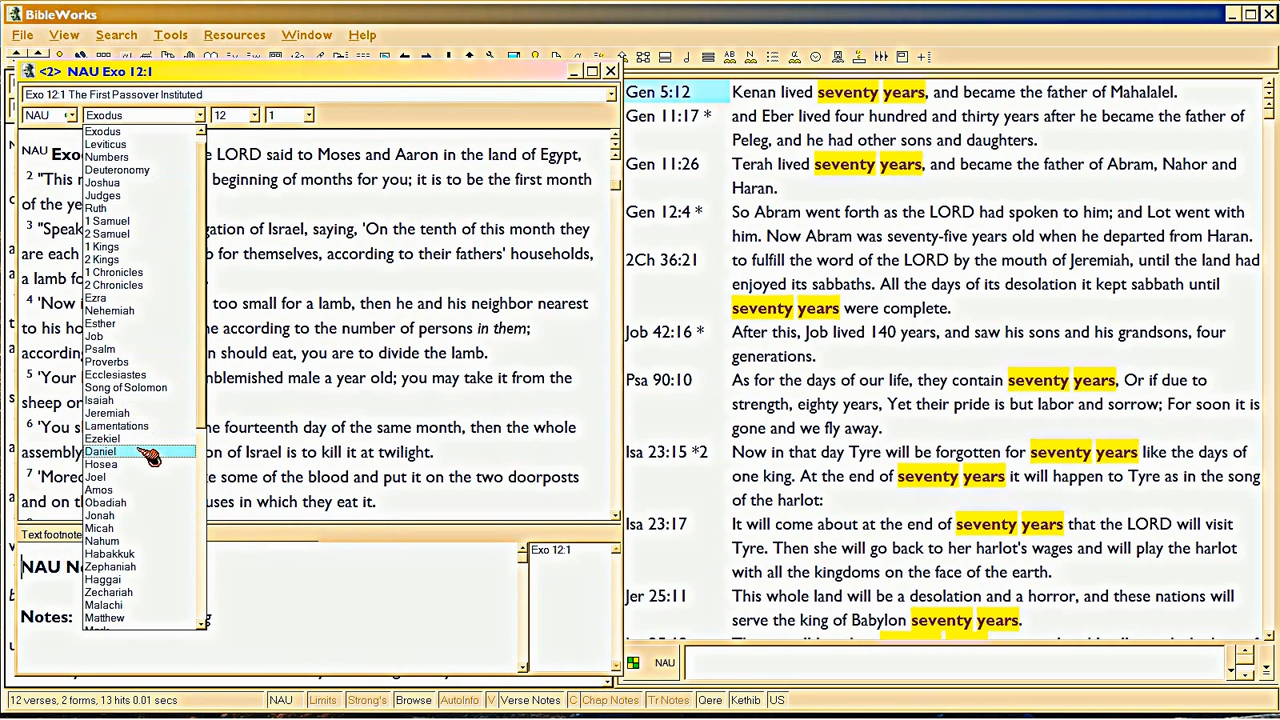 BibleWorks
File View Search Tools Resources Window Help
<2> NAU Exo 12:1
Exo 12:1 The First Passover Instituted
NAU Exodus 12 1
Exodus
Leviticus
Numbers
Deuteronomy
Joshua
Judges
Ruth
1 Samuel
2 Samuel
1 Kings
2 Kings
1 Chronicles
2 Chronicles
Ezra
Nehemiah
Esther
Job
Psalm
Proverbs
Ecclesiastes
Song of Solomon
Isaiah
Jeremiah
Lamentations
Ezekiel
Daniel
Hosea
Joel
Amos
Obadiah
Jonah
Micah
Nahum
Habakkuk
Zephaniah
Haggai
Zechariah
Malachi
Matthew
NAU LORD said to Moses and Aaron in the land of Egypt,
2 beginning of months for you; it is to be the first month
of the
3 "Speak of Israel, saying, 'On the tenth of this month they
are each for themselves, according to their fathers' households,
a lamb
4 'Now too small for a lamb, then he and his neighbor nearest
to his according to the number of persons in them;
should eat, you are to divide the lamb.
5 'Your male a year old; you may take it from the
sheep
6 'You fourteenth day of the same month, then the whole
of Israel is to kill it at twilight.
7 some of the blood and put it on the two doorposts
and on in which they eat it.
Text
NAU
Notes:
Exo 12:1
Gen 5:12 Kenan lived seventy years, and became the father of Mahalalel.
Gen 11:17 * and Eber lived four hundred and thirty years after he became the father of
Peleg, and he had other sons and daughters.
Gen 11:26 Terah lived seventy years, and became the father of Abram, Nahor and
Haran.
Gen 12:4 * So Abram went forth as the LORD had spoken to him; and Lot went with
him. Now Abram was seventy-five years old when he departed from Haran.
2Ch 36:21 to fulfill the word of the LORD by the mouth of Jeremiah, until the land had
enjoyed its sabbaths. All the days of its desolation it kept sabbath until
seventy years were complete.
Job 42:16 * After this, Job lived 140 years, and saw his sons and his grandsons, four
generations.
Psa 90:10 As for the days of our life, they contain seventy years, Or if due to
strength, eighty years, Yet their pride is but labor and sorrow; For soon it is
gone and we fly away.
Isa 23:15 *2 Now in that day Tyre will be forgotten for seventy years like the days of
one king. At the end of seventy years it will happen to Tyre as in the song
of the harlot:
Isa 23:17 It will come about at the end of seventy years that the LORD will visit
Tyre. Then she will go back to her harlot's wages and will play the harlot
with all the kingdoms on the face of the earth.
Jer 25:11 This whole land will be a desolation and a horror, and these nations will
serve the king of Babylon seventy years.
NAU
12 verses, 2 forms, 13 hits 0.01 secs NAU Limits Strong's Browse AutoInfo V Verse Notes C Chap Notes Tr Notes Qere Kethib US